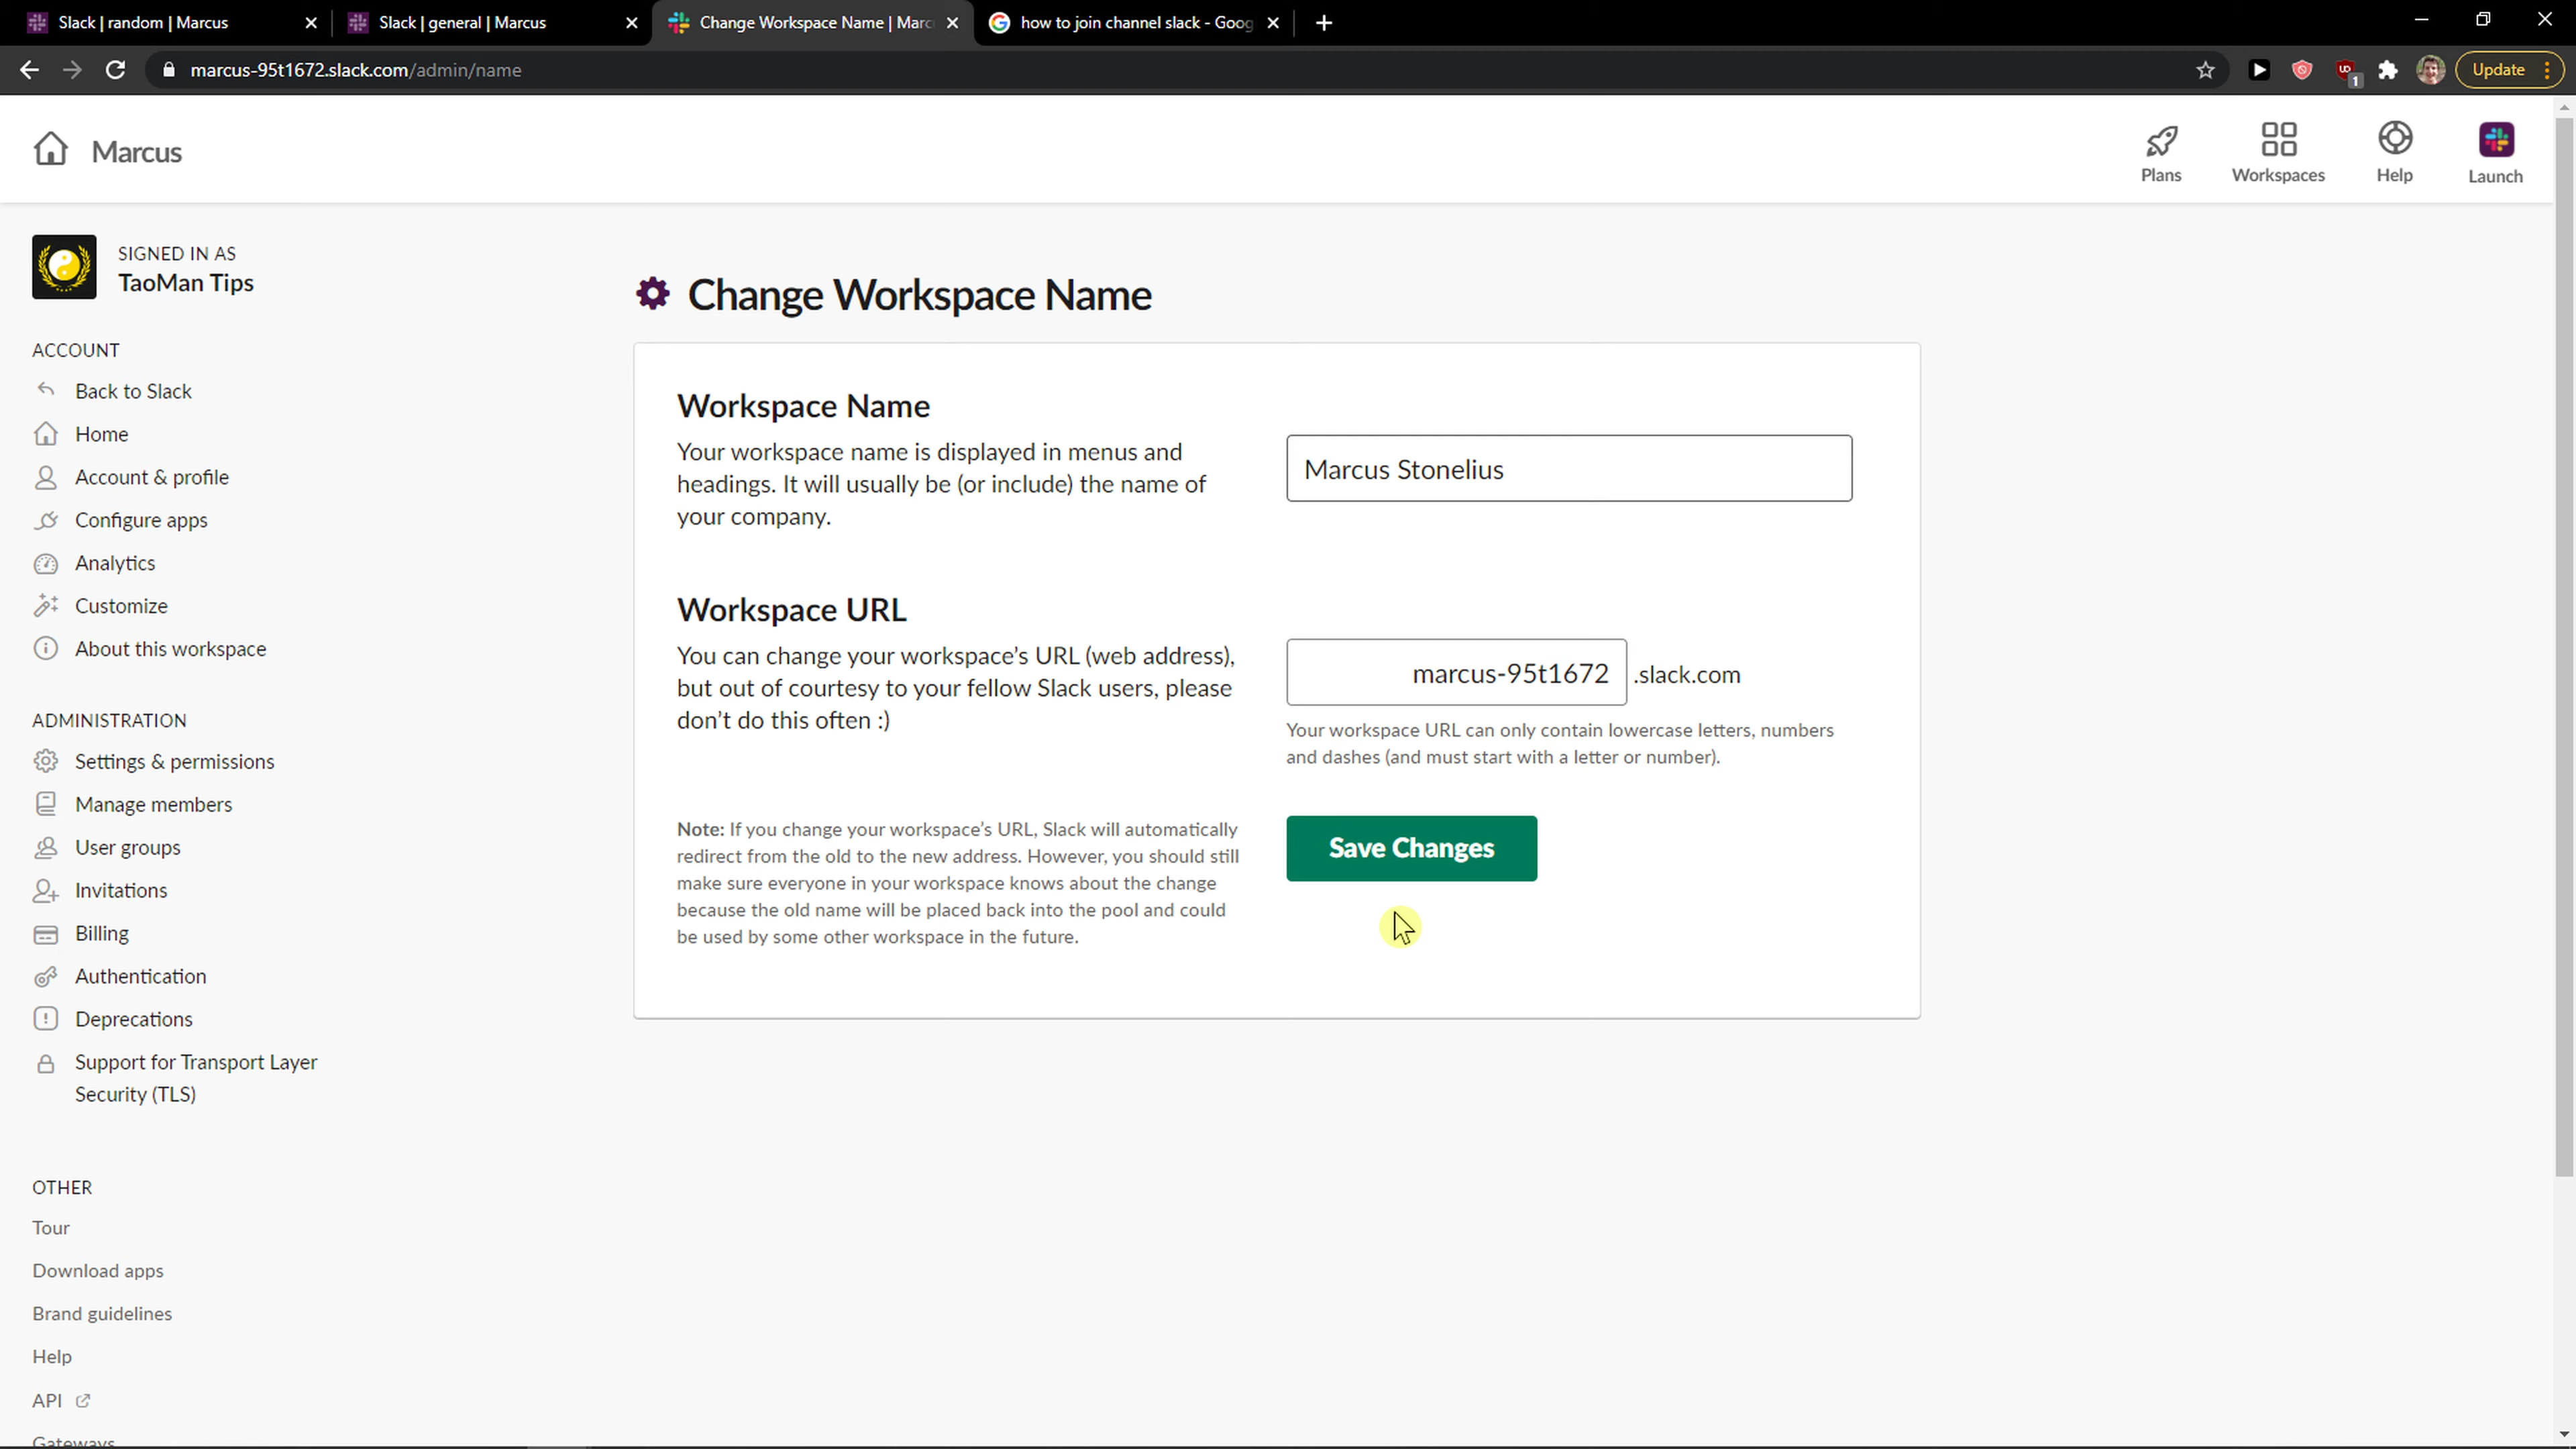 Slack | random | Marcus
Slack | general | Marcus
Change Workspace Name | Marc
how to join channel slack - Goog
marcus-95t1672.slack.com/admin/name
1
Update
Marcus
Plans
Workspaces
Help
Launch
SIGNED IN AS
TaoMan Tips
ACCOUNT
Back to Slack
Home
Account & profile
Configure apps
Analytics
Customize
About this workspace
ADMINISTRATION
Settings & permissions
Manage members
User groups
Invitations
Billing
Authentication
Deprecations
Support for Transport Layer
Security (TLS)
OTHER
Tour
Download apps
Brand guidelines
Help
API
Gateways
Change Workspace Name
Workspace Name
Your workspace name is displayed in menus and
headings. It will usually be (or include) the name of
your company.
Marcus Stonelius
Workspace URL
You can change your workspace’s URL (web address),
but out of courtesy to your fellow Slack users, please
don’t do this often :)
marcus-95t1672 .slack.com
Your workspace URL can only contain lowercase letters, numbers
and dashes (and must start with a letter or number).
Note: If you change your workspace’s URL, Slack will automatically
redirect from the old to the new address. However, you should still
make sure everyone in your workspace knows about the change
because the old name will be placed back into the pool and could
be used by some other workspace in the future.
Save Changes